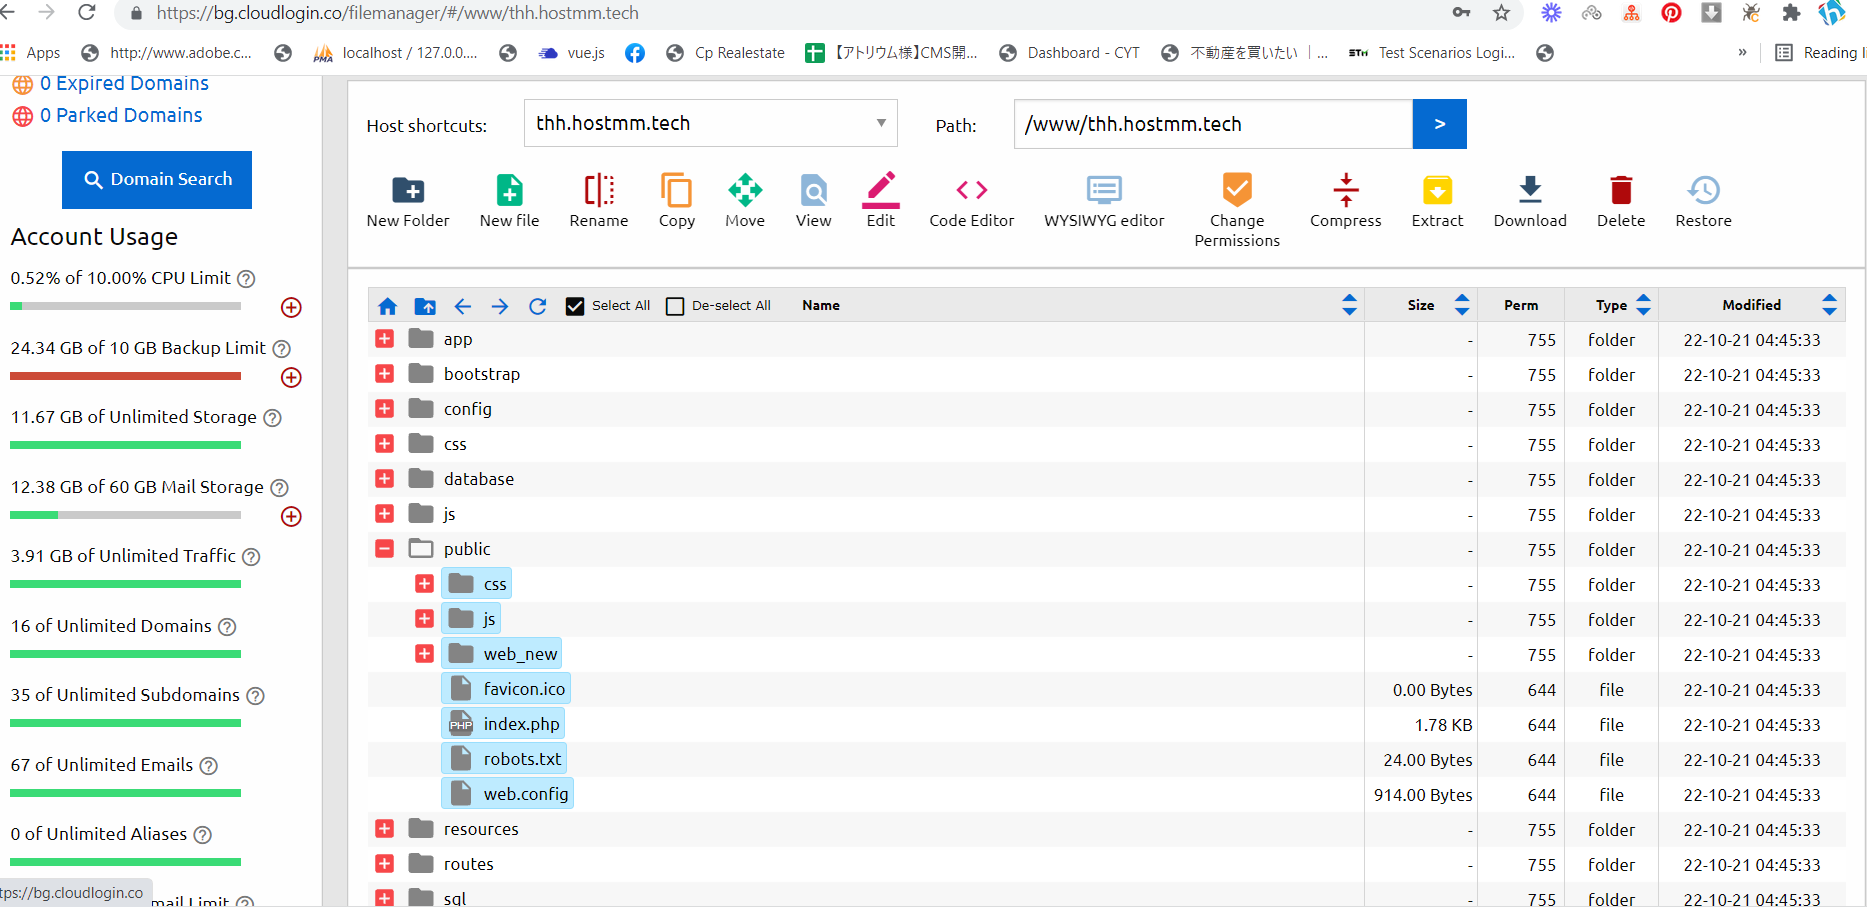 https://bg.cloudlogin.co/filemanager/#/www/thh.hostmm.tech
Apps http://www.adobe.c... localhost / 127.0.0.... vue.js Cp Realestate 【アトリウム様】CMS開... Dashboard - CYT 不動産を買いたい ｜... Test Scenarios Logi... » Reading li
0 Expired Domains
0 Parked Domains
Domain Search
Account Usage
0.52% of 10.00% CPU Limit
24.34 GB of 10 GB Backup Limit
11.67 GB of Unlimited Storage
12.38 GB of 60 GB Mail Storage
3.91 GB of Unlimited Traffic
16 of Unlimited Domains
35 of Unlimited Subdomains
67 of Unlimited Emails
0 of Unlimited Aliases
mail Limit
tps://bg.cloudlogin.co
Host shortcuts: thh.hostmm.tech Path: /www/thh.hostmm.tech >
New Folder New file Rename Copy Move View Edit Code Editor WYSIWYG editor Change Permissions Compress Extract Download Delete Restore
Select All De-select All Name Size Perm Type Modified
app - 755 folder 22-10-21 04:45:33
bootstrap - 755 folder 22-10-21 04:45:33
config - 755 folder 22-10-21 04:45:33
css - 755 folder 22-10-21 04:45:33
database - 755 folder 22-10-21 04:45:33
js - 755 folder 22-10-21 04:45:33
public - 755 folder 22-10-21 04:45:33
css - 755 folder 22-10-21 04:45:33
js - 755 folder 22-10-21 04:45:33
web_new - 755 folder 22-10-21 04:45:33
favicon.ico 0.00 Bytes 644 file 22-10-21 04:45:33
PHP index.php 1.78 KB 644 file 22-10-21 04:45:33
robots.txt 24.00 Bytes 644 file 22-10-21 04:45:33
web.config 914.00 Bytes 644 file 22-10-21 04:45:33
resources - 755 folder 22-10-21 04:45:33
routes - 755 folder 22-10-21 04:45:33
sql - 755 folder 22-10-21 04:45:33